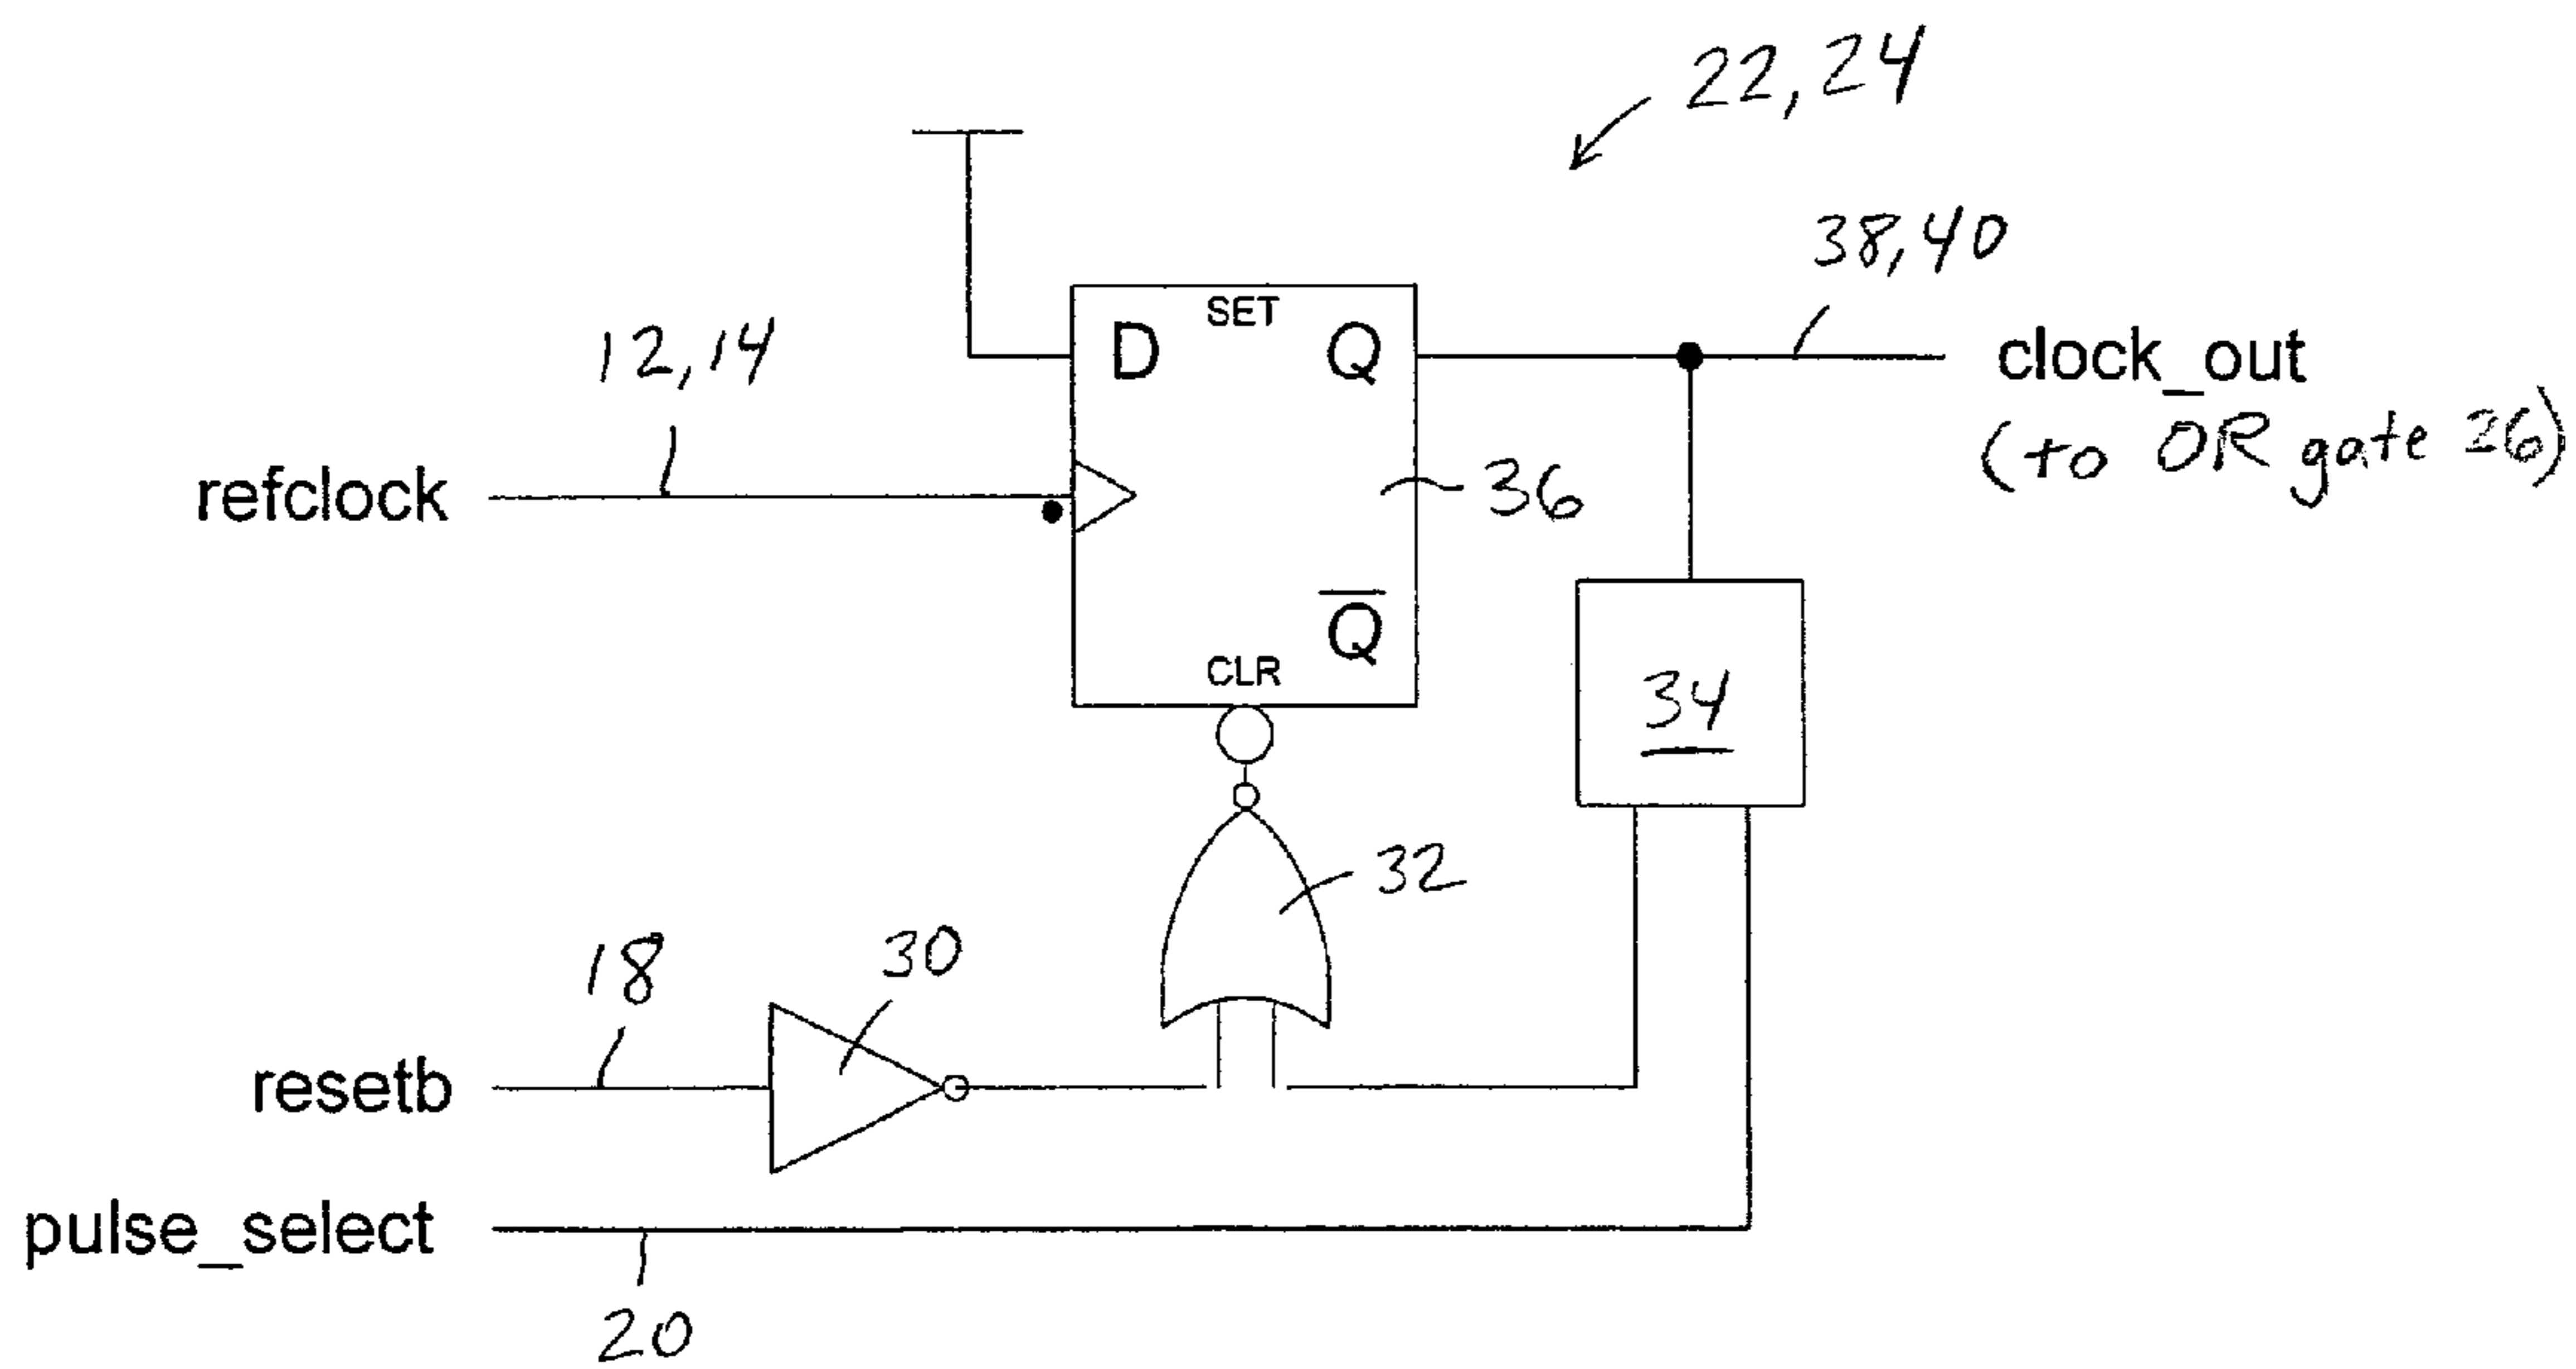 22, 24
38, 40
SET
D
Q
clock_out
(to OR gate 26)
12, 14
refclock
36
Q
CLR
34
32
18
30
resetb
pulse_select
20